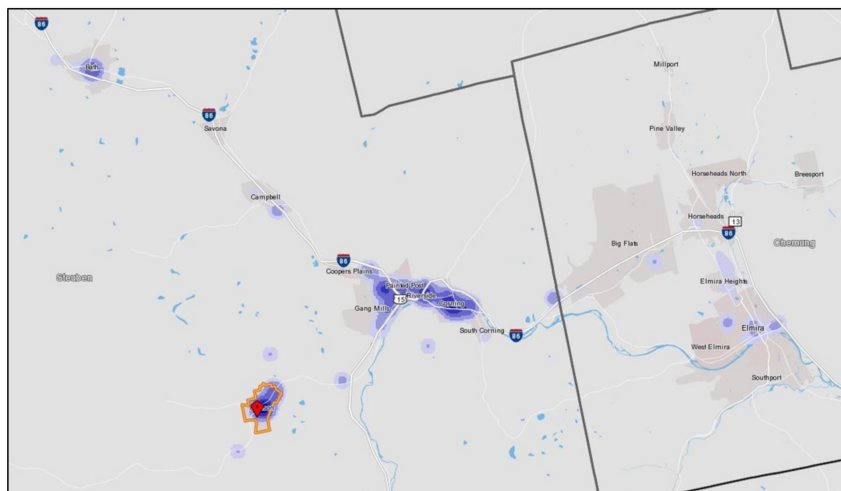 86
Bath
86
Savona
Campbell
86
Coopers Plains
Painted Post
Riverside
15
Corning
Gang Mills
South Corning
86
Steuben
Millport
Pine Valley
Horseheads North
Breesport
Horseheads
13
86
Big Flats
Chemung
Elmira Heights
Elmira
West Elmira
Southport